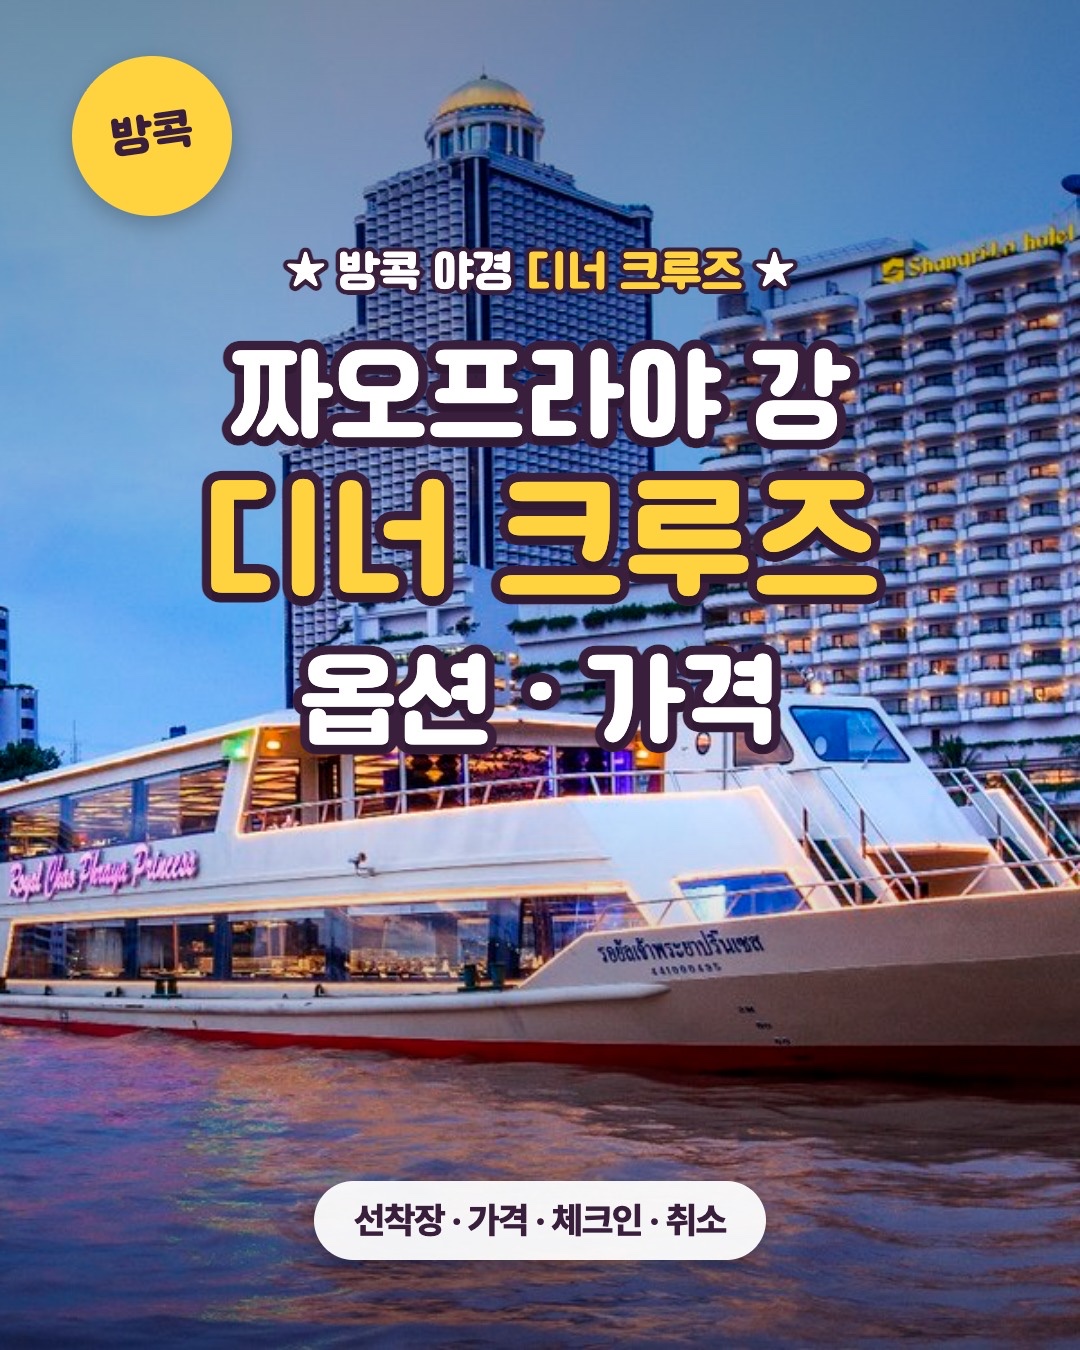 방콕
★ 방콕 야경 디너 크루즈 ★
짜오프라야 강
디너 크루즈
옵션 · 가격
Shangri-La hotel
Royal Chao Phraya Princess
รอยัลเจ้าพระยาปริ๊นเซส
441000495
선착장 · 가격 · 체크인 · 취소